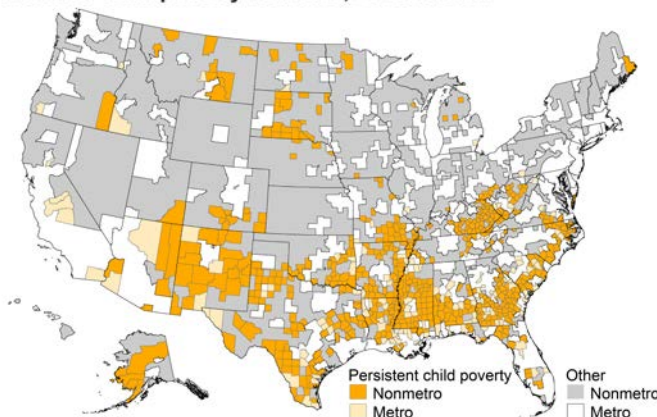 Persistent child poverty
Nonmetro
Metro
Other
Nonmetro
Metro